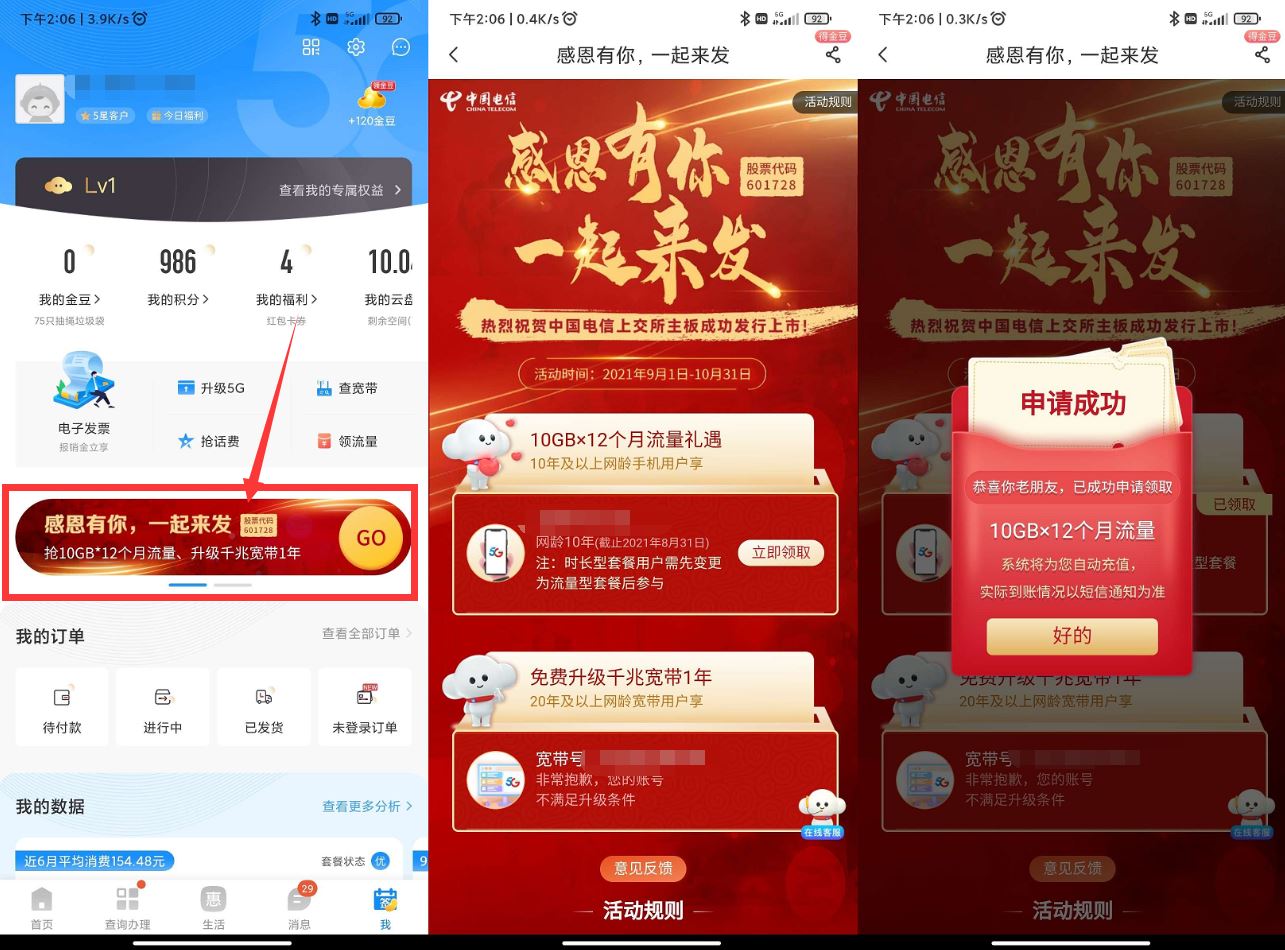 下午2:06 | 3.9K/s
HD
5G
92
领金豆
5星客户
今日福利
+120金豆
Lv1
查看我的专属权益
0
986
4
10.0
我的金豆
我的积分
我的福利
我的云盘
75只抽绳垃圾袋
红包卡券
剩余空间(
电子发票
报销金立享
升级5G
查宽带
抢话费
领流量
感恩有你，一起来发
股票代码
601728
抢10GB*12个月流量、升级千兆宽带1年
GO
我的订单
查看全部订单
待付款
进行中
已发货
NEW
未登录订单
我的数据
查看更多分析
近6月平均消费154.48元
套餐状态
优
9
首页
查询办理
惠
生活
29
消息
签
我
下午2:06 | 0.4K/s
HD
5G
92
得金豆
感恩有你，一起来发
中国电信
CHINA TELECOM
活动规则
感恩有你
股票代码
601728
一起来发
热烈祝贺中国电信上交所主板成功发行上市！
活动时间：2021年9月1日-10月31日
10GB×12个月流量礼遇
10年及以上网龄手机用户享
5G
网龄10年(截止2021年8月31日)
注：时长型套餐用户需先变更
为流量型套餐后参与
立即领取
免费升级千兆宽带1年
20年及以上网龄宽带用户享
5G
宽带号
非常抱歉，您的账号
不满足升级条件
在线客服
意见反馈
活动规则
下午2:06 | 0.3K/s
HD
5G
92
得金豆
感恩有你，一起来发
中国电信
CHINA TELECOM
活动规则
感恩有你
股票代码
601728
一起来发
热烈祝贺中国电信上交所主板成功发行上市！
日
申请成功
恭喜你老朋友，已成功申请领取
10GB×12个月流量
系统将为您自动充值，
实际到账情况以短信通知为准
好的
已领取
型套餐
免费升级千兆宽带1年
20年及以上网龄宽带用户享
5G
宽带号
非常抱歉，您的账号
不满足升级条件
在线客服
意见反馈
活动规则